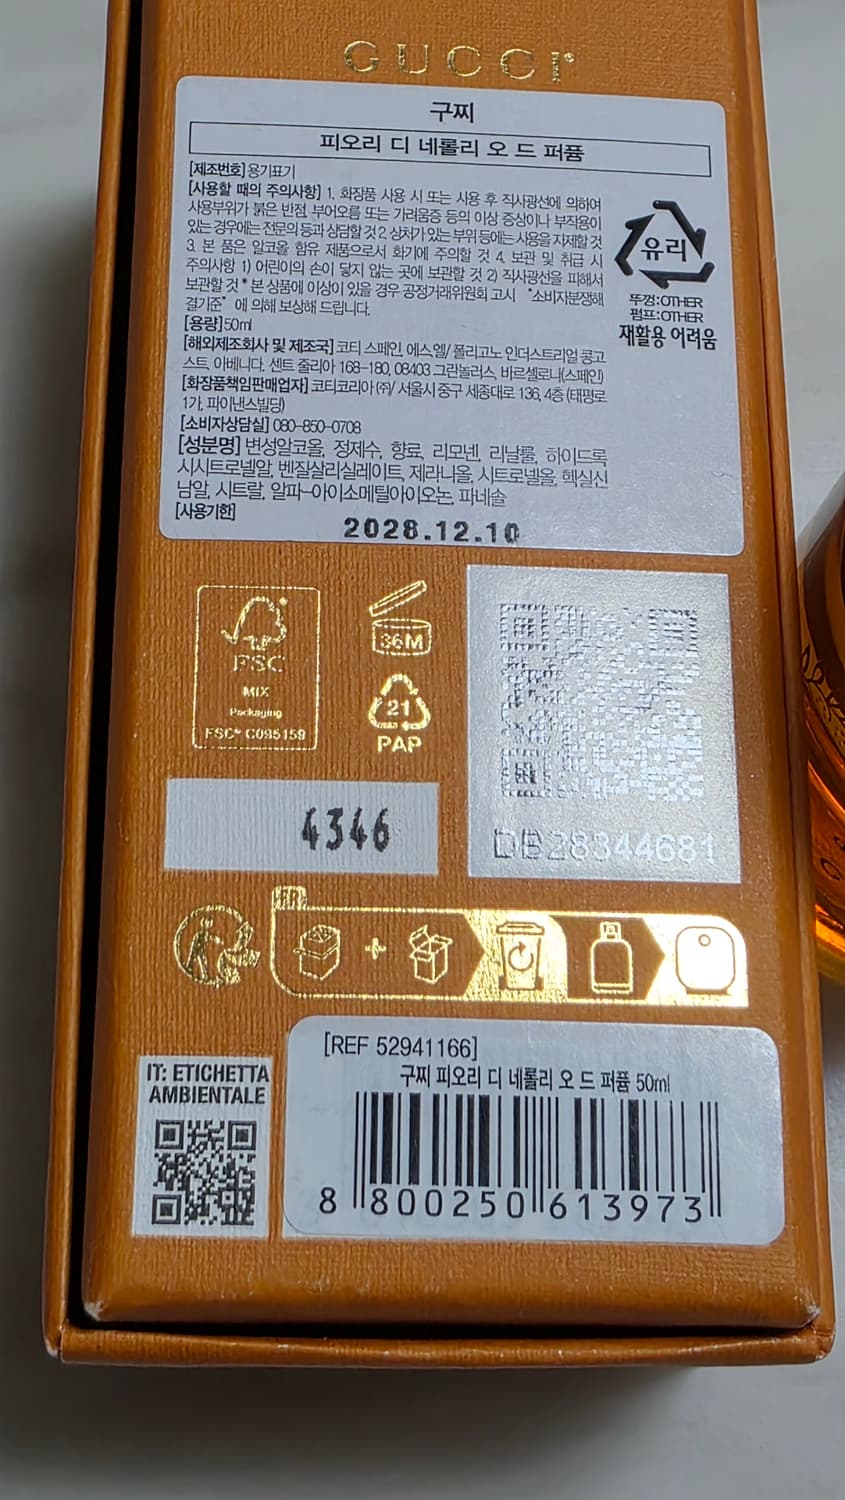 GUCCI
구찌
피오리 디 네롤리 오 드 퍼퓸
[제조번호] 용기표기
[사용할 때의 주의사항] 1. 화장품 사용 시 또는 사용 후 직사광선에 의하여
사용부위가 붉은 반점, 부어오름 또는 가려움증 등의 이상 증상이나 부작용이
있는 경우에는 전문의 등과 상담할 것 2. 상처가 있는 부위 등에는 사용을 자제할 것
3. 본 품은 알코올 함유 제품으로서 화기에 주의할 것 4. 보관 및 취급 시
주의사항 1) 어린이의 손이 닿지 않는 곳에 보관할 것 2) 직사광선을 피해서
보관할 것 * 본 상품에 이상이 있을 경우 공정거래위원회 고시 "소비자분쟁해
결기준" 에 의해 보상해 드립니다.
[용량] 50ml
[해외제조회사 및 제조국] 코티 스페인, 에스.엘/ 폴리고노 인더스트리얼 콩고
스트, 아베니다. 센트 줄리아 168-180, 08403 그란놀러스, 바르셀로나(스페인)
[화장품책임판매업자] 코티코리아㈜/ 서울시 중구 세종대로 136, 4층 (태평로
1가, 파이낸스빌딩)
[소비자상담실] 080-850-0708
[성분명] 변성알코올, 정제수, 향료, 리모넨, 리날룰, 하이드록
시시트로넬알, 벤질살리실레이트, 제라니올, 시트로넬올, 헥실신
남알, 시트랄, 알파-아이소메틸아이오논, 파네솔
[사용기한]
2028.12.10
유리
뚜껑:OTHER
펌프:OTHER
재활용 어려움
FSC
MIX
Packaging
FSC® C095159
36M
21
PAP
4346
DB28344681
FR
IT: ETICHETTA
AMBIENTALE
[REF 52941166]
구찌 피오리 디 네롤리 오 드 퍼퓸 50ml
8 800250 613973